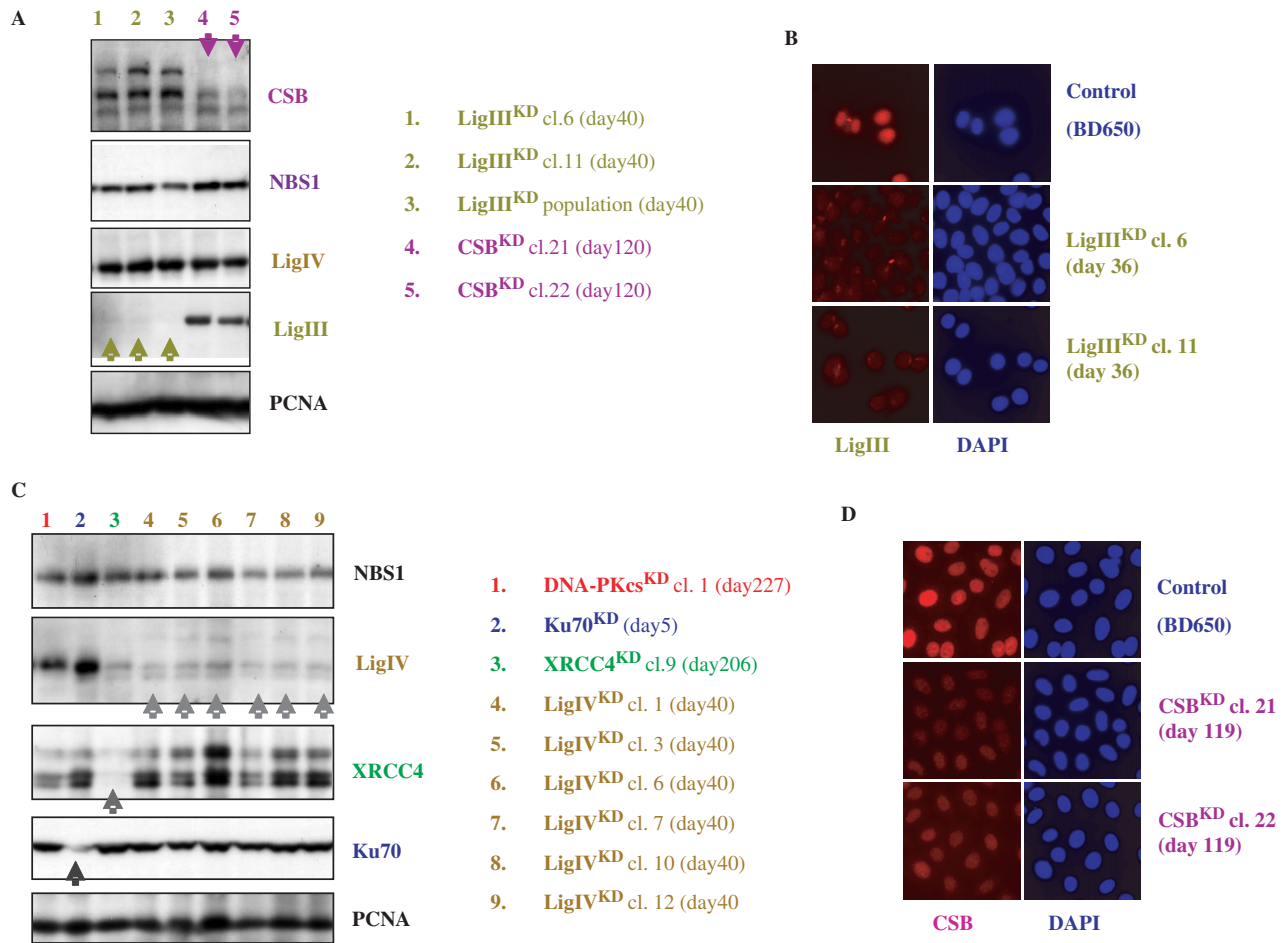 A
1 2 3 4 5
CSB
NBS1
LigIV
LigIII
PCNA
1. LigIII^KD cl.6 (day40)
2. LigIII^KD cl.11 (day40)
3. LigIII^KD population (day40)
4. CSB^KD cl.21 (day120)
5. CSB^KD cl.22 (day120)
B
Control
(BD650)
LigIII^KD cl. 6
(day 36)
LigIII^KD cl. 11
(day 36)
LigIII DAPI
C
1 2 3 4 5 6 7 8 9
NBS1
LigIV
XRCC4
Ku70
PCNA
1. DNA-PKcs^KD cl. 1 (day227)
2. Ku70^KD (day5)
3. XRCC4^KD cl.9 (day206)
4. LigIV^KD cl. 1 (day40)
5. LigIV^KD cl. 3 (day40)
6. LigIV^KD cl. 6 (day40)
7. LigIV^KD cl. 7 (day40)
8. LigIV^KD cl. 10 (day40)
9. LigIV^KD cl. 12 (day40
D
Control
(BD650)
CSB^KD cl. 21
(day 119)
CSB^KD cl. 22
(day 119)
CSB DAPI